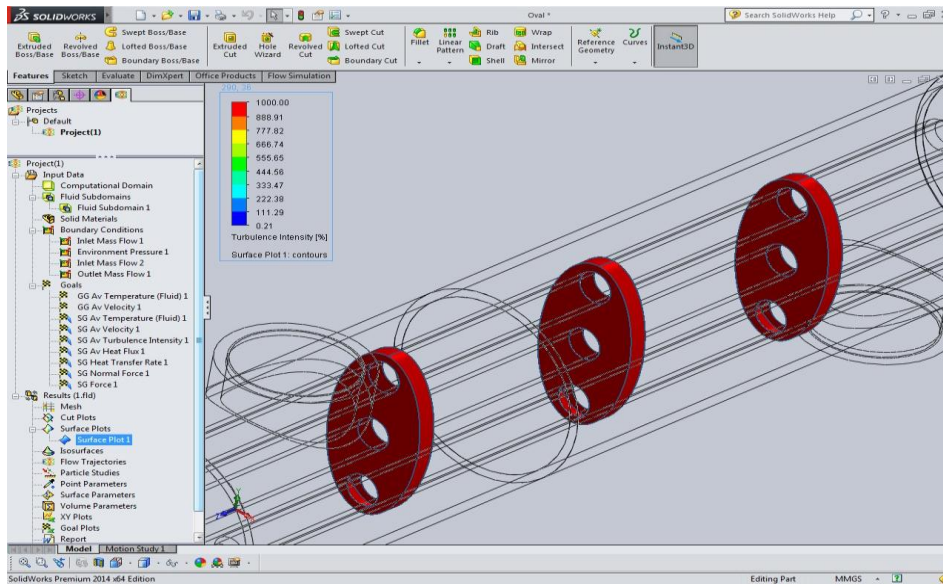 SOLIDWORKS
Oval *
Search SolidWorks Help
Extruded Boss/Base
Revolved Boss/Base
Swept Boss/Base
Lofted Boss/Base
Boundary Boss/Base
Extruded Cut
Hole Wizard
Revolved Cut
Swept Cut
Lofted Cut
Boundary Cut
Fillet
Linear Pattern
Rib
Draft
Shell
Wrap
Intersect
Mirror
Reference Geometry
Curves
Instant3D
Features Sketch Evaluate DimXpert Office Products Flow Simulation
Projects
Default
Project(1)
Project(1)
Input Data
Computational Domain
Fluid Subdomains
Fluid Subdomain 1
Solid Materials
Boundary Conditions
Inlet Mass Flow 1
Environment Pressure 1
Inlet Mass Flow 2
Outlet Mass Flow 1
Goals
GG Av Temperature (Fluid) 1
GG Av Velocity 1
SG Av Temperature (Fluid) 1
SG Av Velocity 1
SG Av Turbulence Intensity 1
SG Av Heat Flux 1
SG Heat Transfer Rate 1
SG Normal Force 1
SG Force 1
Results (1.fld)
Mesh
Cut Plots
Surface Plots
Surface Plot 1
Isosurfaces
Flow Trajectories
Particle Studies
Point Parameters
Surface Parameters
Volume Parameters
XY Plots
Goal Plots
Report
290, 36
1000.00
888.91
777.82
666.74
555.65
444.56
333.47
222.38
111.29
0.21
Turbulence Intensity [%]
Surface Plot 1: contours
Y
Z
Model Motion Study 1
SolidWorks Premium 2014 x64 Edition
Editing Part
MMGS